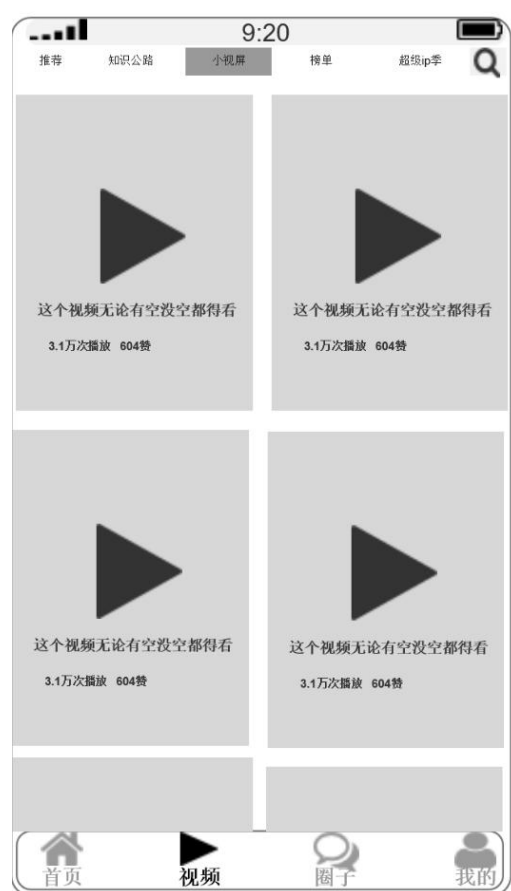 9:20
推荐 知识公路 小视屏 榜单 超级ip季
这个视频无论有空没空都得看 这个视频无论有空没空都得看
3.1万次播放 604赞 3.1万次播放 604赞
这个视频无论有空没空都得看 这个视频无论有空没空都得看
3.1万次播放 604赞 3.1万次播放 604赞
首页 视频 圈子 我的